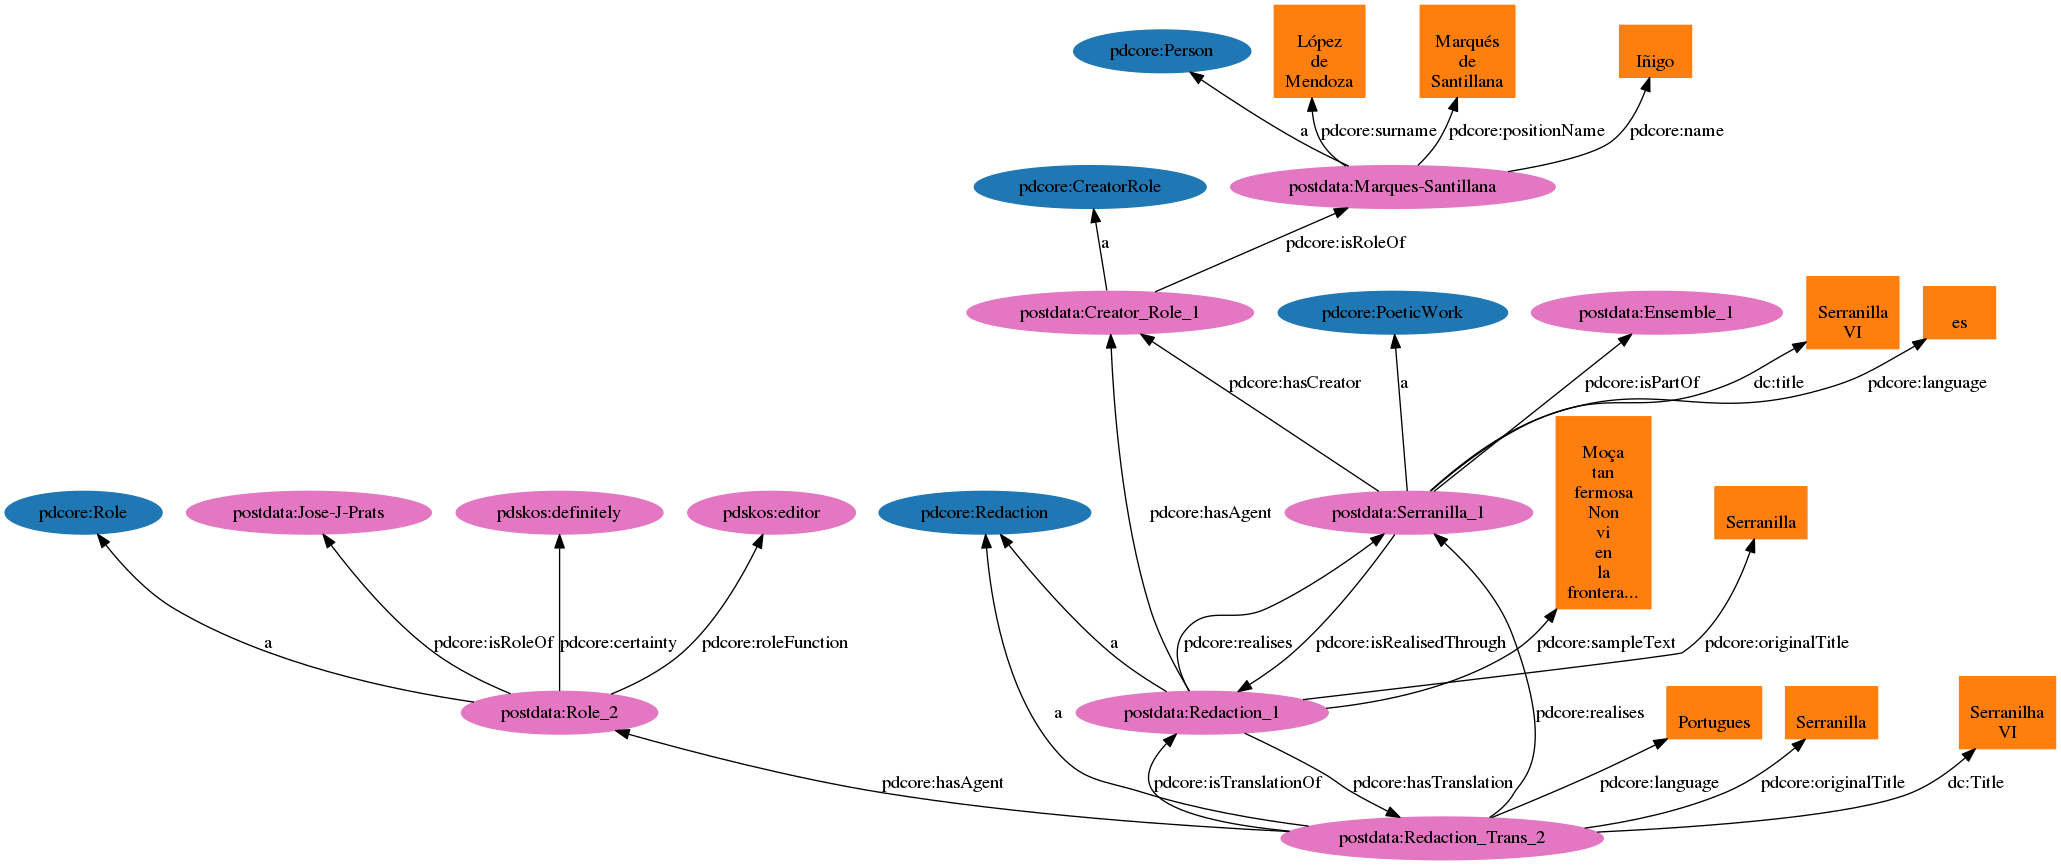 pdcore:Person
López
de
Mendoza
Marqués
de
Santillana
Iñigo
a
pdcore:surname
pdcore:positionName
pdcore:name
pdcore:CreatorRole
postdata:Marques-Santillana
a
pdcore:isRoleOf
postdata:Creator_Role_1
pdcore:PoeticWork
postdata:Ensemble_1
Serranilla
VI
es
pdcore:hasCreator
a
pdcore:isPartOf
dc:title
pdcore:language
pdcore:Role
postdata:Jose-J-Prats
pdskos:definitely
pdskos:editor
pdcore:Redaction
pdcore:hasAgent
postdata:Serranilla_1
Moça
tan
fermosa
Non
vi
en
la
frontera...
Serranilla
a
pdcore:isRoleOf
pdcore:certainty
pdcore:roleFunction
a
pdcore:realises
pdcore:isRealisedThrough
pdcore:sampleText
pdcore:originalTitle
postdata:Role_2
a
postdata:Redaction_1
pdcore:realises
Portugues
Serranilla
Serranilha
VI
pdcore:hasAgent
pdcore:isTranslationOf
pdcore:hasTranslation
pdcore:language
pdcore:originalTitle
dc:Title
postdata:Redaction_Trans_2